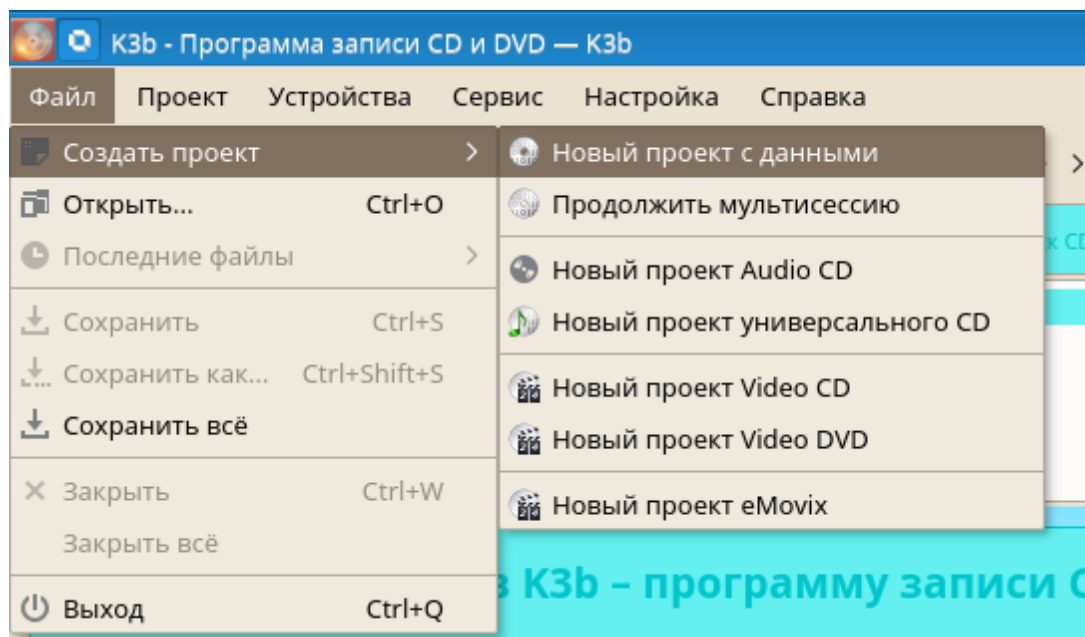 K3b - Программа записи CD и DVD — K3b
Файл Проект Устройства Сервис Настройка Справка
Создать проект
Открыть... Ctrl+O
Последние файлы
Сохранить Ctrl+S
Сохранить как... Ctrl+Shift+S
Сохранить всё
Закрыть Ctrl+W
Закрыть всё
Выход Ctrl+Q
Новый проект с данными
Продолжить мультисессию
Новый проект Audio CD
Новый проект универсального CD
Новый проект Video CD
Новый проект Video DVD
Новый проект eMovix
K3b – программу записи